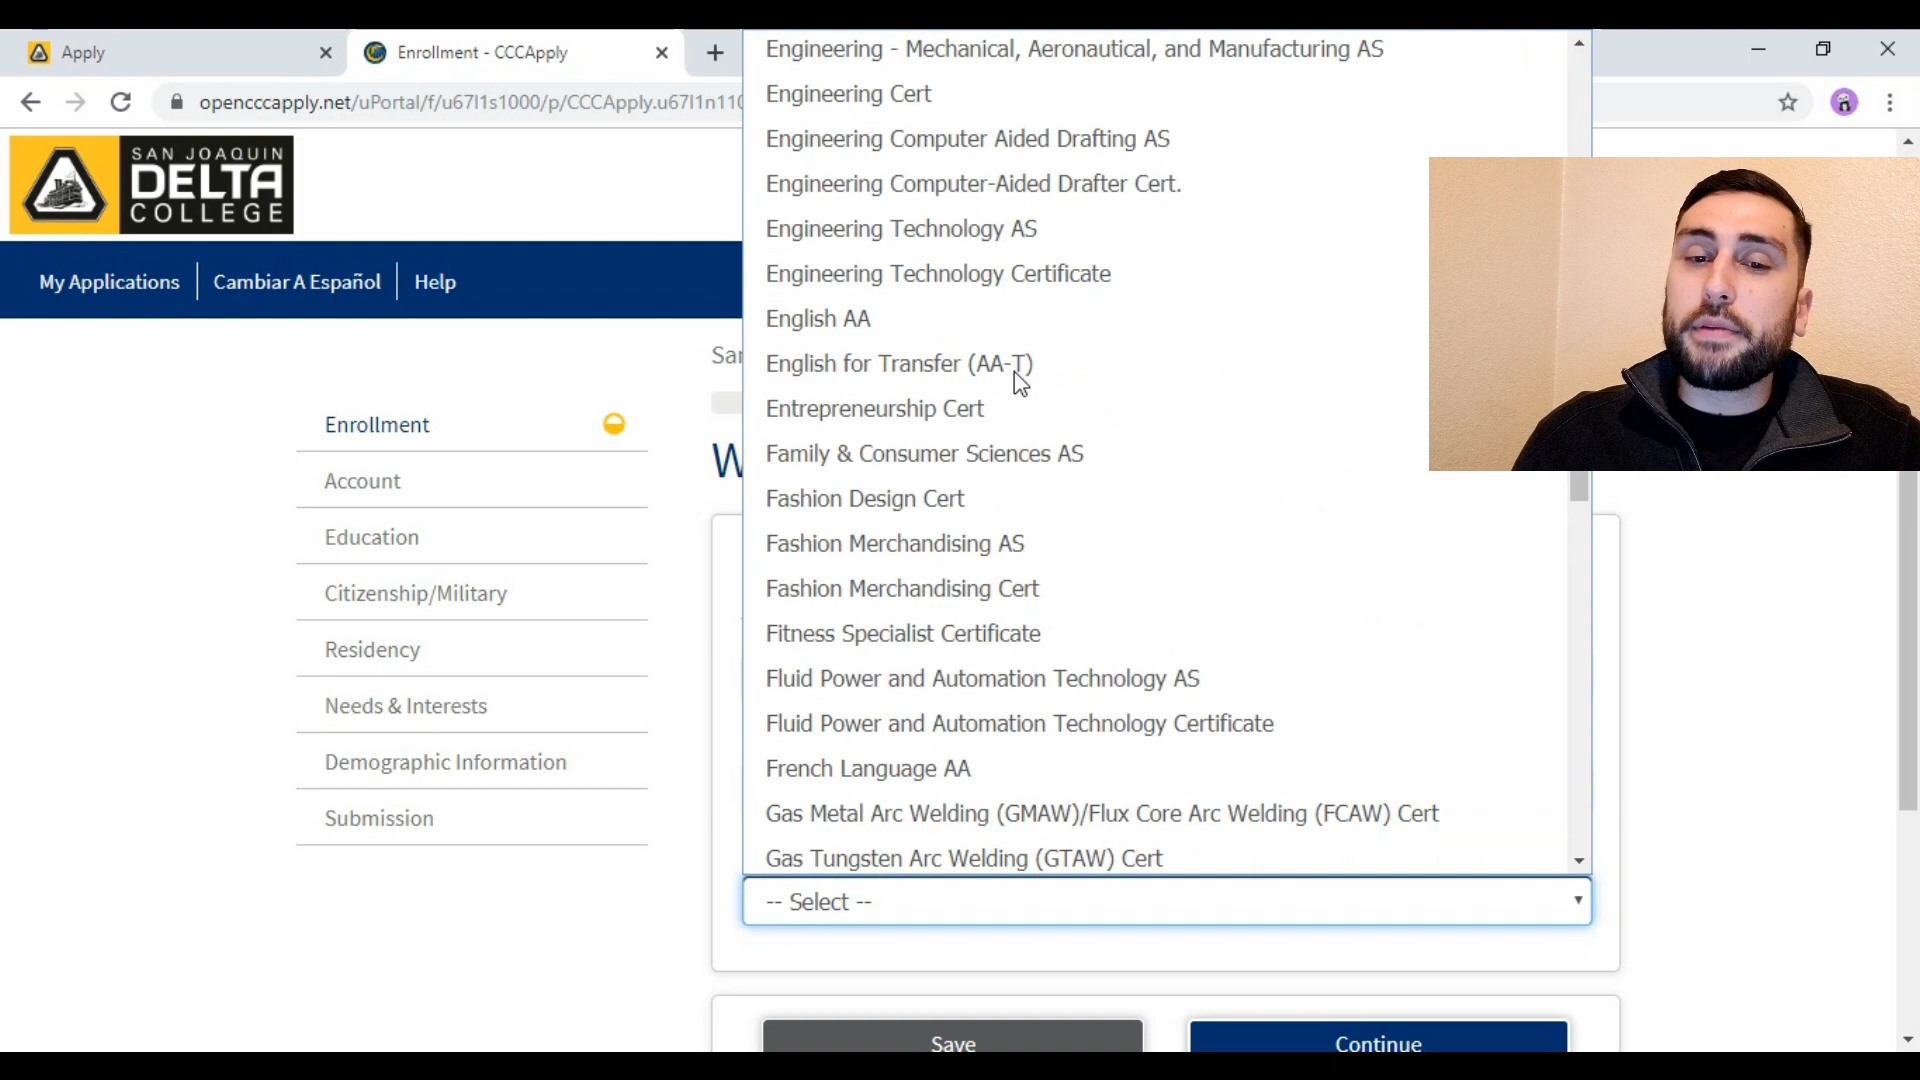 Apply
Enrollment - CCCApply
opencccapply.net/uPortal/f/u67l1s1000/p/CCCApply.u67l1n110
SAN JOAQUIN
DELTA
COLLEGE
My Applications
Cambiar A Español
Help
Enrollment
Account
Education
Citizenship/Military
Residency
Needs & Interests
Demographic Information
Submission
San
W
Engineering - Mechanical, Aeronautical, and Manufacturing AS
Engineering Cert
Engineering Computer Aided Drafting AS
Engineering Computer-Aided Drafter Cert.
Engineering Technology AS
Engineering Technology Certificate
English AA
English for Transfer (AA-T)
Entrepreneurship Cert
Family & Consumer Sciences AS
Fashion Design Cert
Fashion Merchandising AS
Fashion Merchandising Cert
Fitness Specialist Certificate
Fluid Power and Automation Technology AS
Fluid Power and Automation Technology Certificate
French Language AA
Gas Metal Arc Welding (GMAW)/Flux Core Arc Welding (FCAW) Cert
Gas Tungsten Arc Welding (GTAW) Cert
-- Select --
Save
Continue